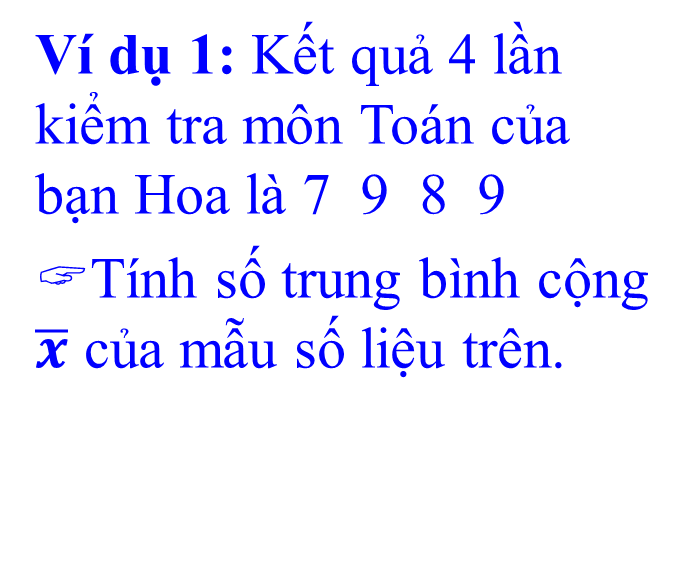 Ví dụ 1: Kết quả 4 lần
kiểm tra môn Toán của
bạn Hoa là 7 9 8 9
☞Tính số trung bình cộng
x̅ của mẫu số liệu trên.